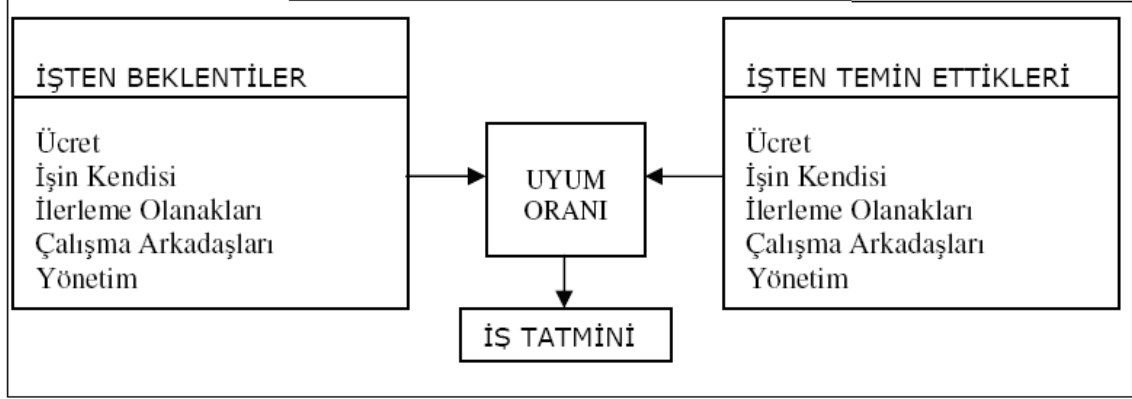 İŞTEN BEKLENTİLER
Ücret
İşin Kendisi
İlerleme Olanakları
Çalışma Arkadaşları
Yönetim
UYUM
ORANI
İŞ TATMİNİ
İŞTEN TEMİN ETTİKLERİ
Ücret
İşin Kendisi
İlerleme Olanakları
Çalışma Arkadaşları
Yönetim